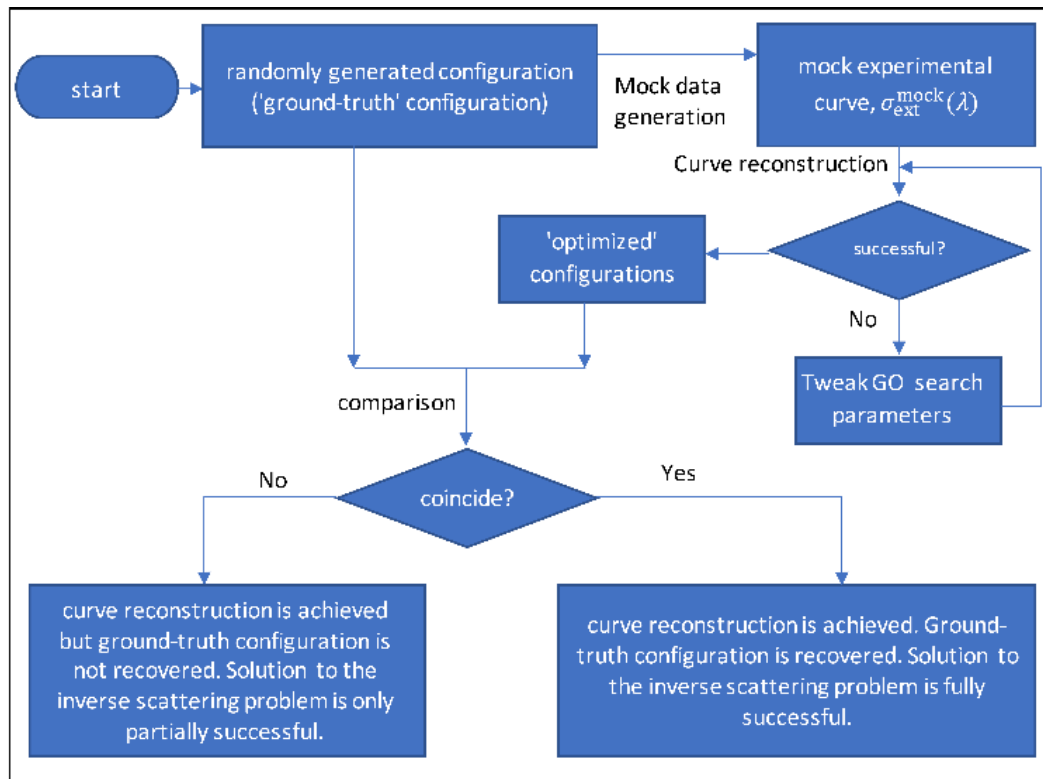 start
randomly generated configuration
('ground-truth' configuration)
Mock data
generation
mock experimental
curve, σ_ext^mock(λ)
Curve reconstruction
successful?
'optimized'
configurations
No
Tweak GO search
parameters
comparison
coincide?
No
Yes
curve reconstruction is achieved
but ground-truth configuration is
not recovered. Solution to the
inverse scattering problem is only
partially successful.
curve reconstruction is achieved. Ground-
truth configuration is recovered. Solution to
the inverse scattering problem is fully
successful.